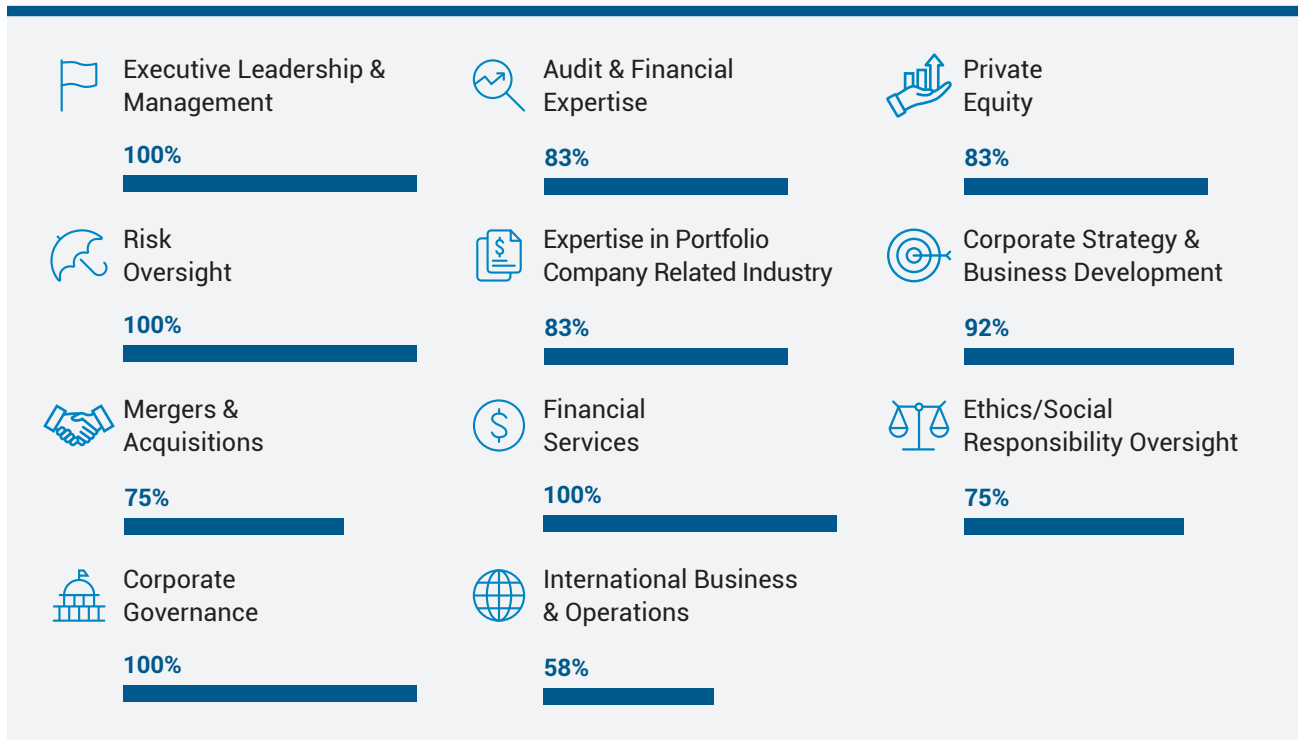 Executive Leadership &
Management
100%
Audit & Financial
Expertise
83%
Private
Equity
83%
Risk
Oversight
100%
Expertise in Portfolio
Company Related Industry
83%
Corporate Strategy &
Business Development
92%
Mergers &
Acquisitions
75%
Financial
Services
100%
Ethics/Social
Responsibility Oversight
75%
Corporate
Governance
100%
International Business
& Operations
58%